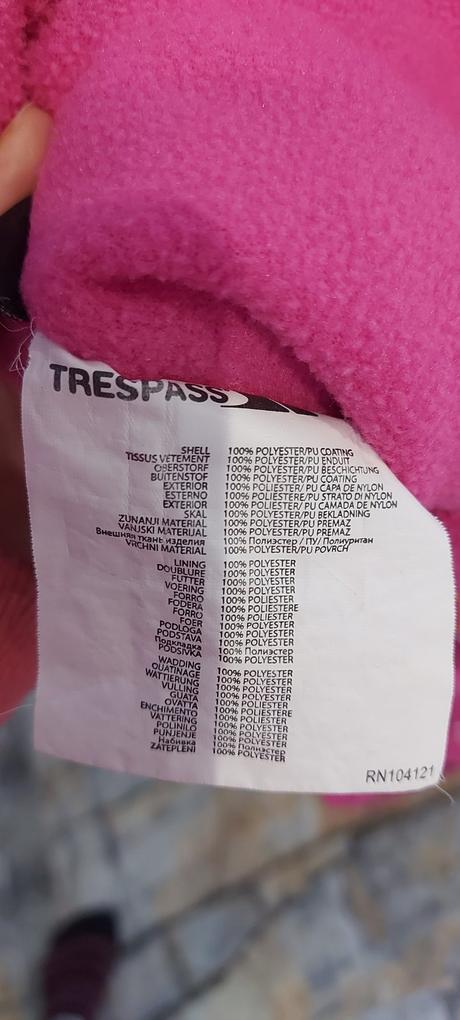 TRESPASS
SHELL 100% POLYESTER/PU COATING
TISSUS VETEMENT 100% POLYESTER/PU ENDUIT
OBERSTORF 100% POLYESTER/PU BESCHICHTUNG
BUITENSTOF 100% POLYESTER/PU COATING
EXTERIOR 100% POLIESTER/PU CAPA DE NYLON
ESTERNO 100% POLIESTERE/PU STRATO DI NYLON
EXTERIOR 100% POLIESTER/PU CAMADA DE NYLON
SKAL 100% POLYESTER/PU BEKLADNING
ZUNANJI MATERIAL 100% POLYESTER/PU PREMAZ
VANJSKI MATERIJAL 100% POLYESTER/PU PREMAZ
Внешняя ткань изделия 100% Полиэстер / ПУ/ Полиуритан
VRCHNI MATERIAL 100% POLYESTER/PU POVRCH
LINING 100% POLYESTER
DOUBLURE 100% POLYESTER
FUTTER 100% POLYESTER
VOERING 100% POLYESTER
FORRO 100% POLIESTER
FODERA 100% POLIESTERE
FORRO 100% POLIESTER
FOER 100% POLYESTER
PODLOGA 100% POLYESTER
PODSTAVA 100% POLYESTER
Подкладка 100% Полиэстер
PODSIVKA 100% POLYESTER
WADDING 100% POLYESTER
OUATINAGE 100% POLYESTER
WATTIERUNG 100% POLYESTER
VULLING 100% POLYESTER
GUATA 100% POLIESTER
OVATTA 100% POLIESTERE
ENCHIMENTO 100% POLIESTER
VATTERING 100% POLYESTER
POLINILO 100% POLYESTER
PUNJENJE 100% POLYESTER
Набивка 100% Полиэстер
ZATEPLENI 100% POLYESTER
RN104121